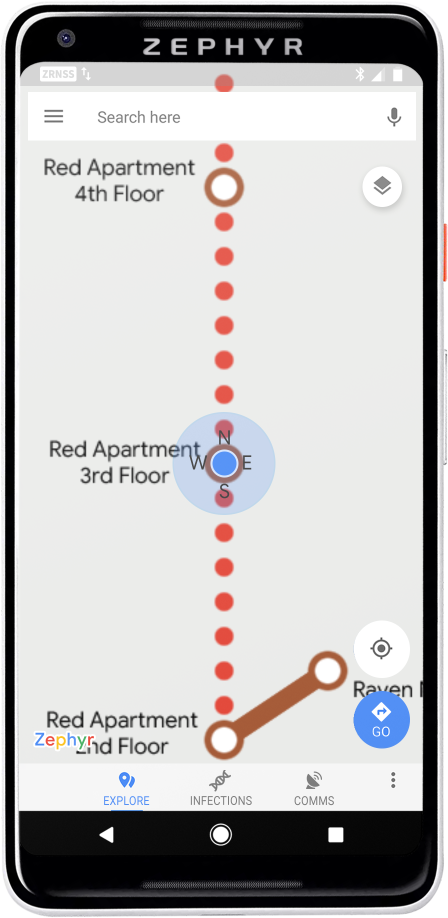 ZEPHYR
ZRNSS
Search here
Red Apartment
4th Floor
N
Red Apartment
W E
3rd Floor
S
Raven
Red Apartment
2nd Floor
Zephyr
GO
EXPLORE
INFECTIONS
COMMS